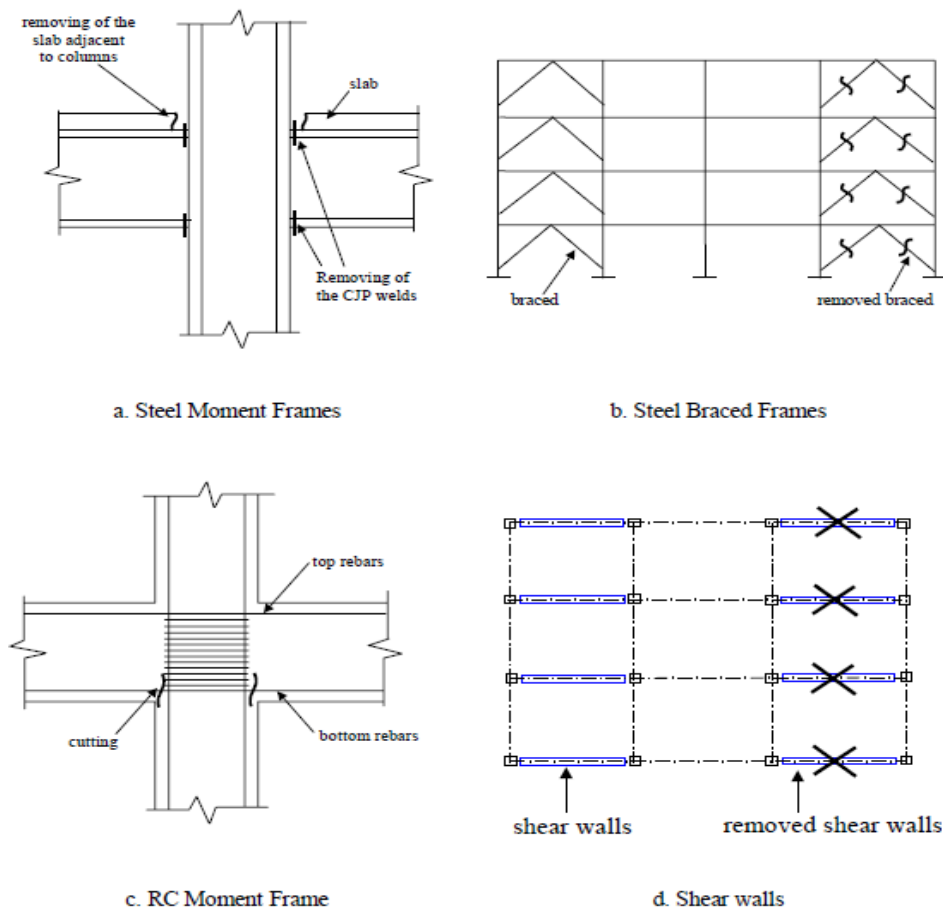 removing of the
slab adjacent
to columns
slab
Removing of
the CJP welds
a. Steel Moment Frames
braced
removed braced
b. Steel Braced Frames
top rebars
cutting
bottom rebars
c. RC Moment Frame
shear walls
removed shear walls
d. Shear walls